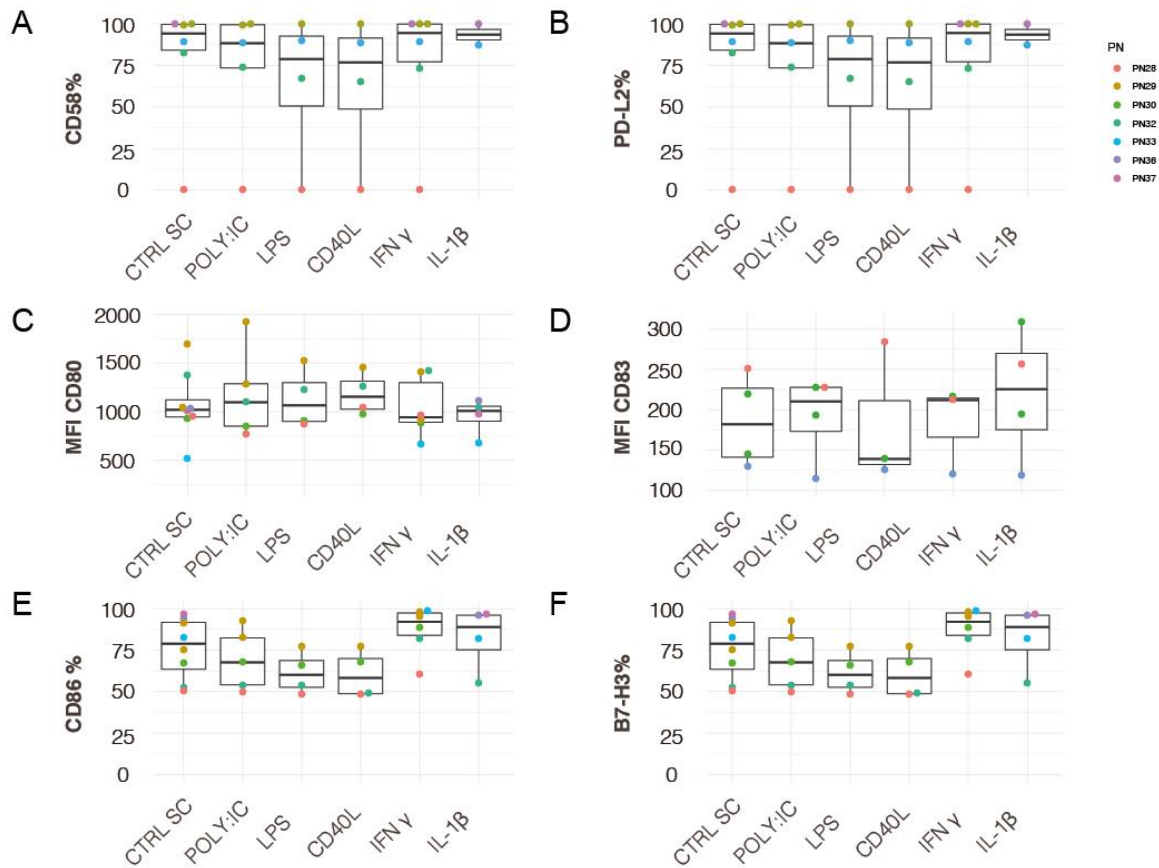 A
B
CD58%
100
75
50
25
0
CTRL SC
POLY:IC
LPS
CD40L
IFN γ
IL-1β
PD-L2%
100
75
50
25
0
CTRL SC
POLY:IC
LPS
CD40L
IFN γ
IL-1β
PN
PN28
PN29
PN30
PN32
PN33
PN36
PN37
C
D
MFI CD80
2000
1500
1000
500
CTRL SC
POLY:IC
LPS
CD40L
IFN γ
IL-1β
MFI CD83
300
250
200
150
100
CTRL SC
POLY:IC
LPS
CD40L
IFN γ
IL-1β
E
F
CD86 %
100
75
50
25
0
CTRL SC
POLY:IC
LPS
CD40L
IFN γ
IL-1β
B7-H3%
100
75
50
25
0
CTRL SC
POLY:IC
LPS
CD40L
IFN γ
IL-1β